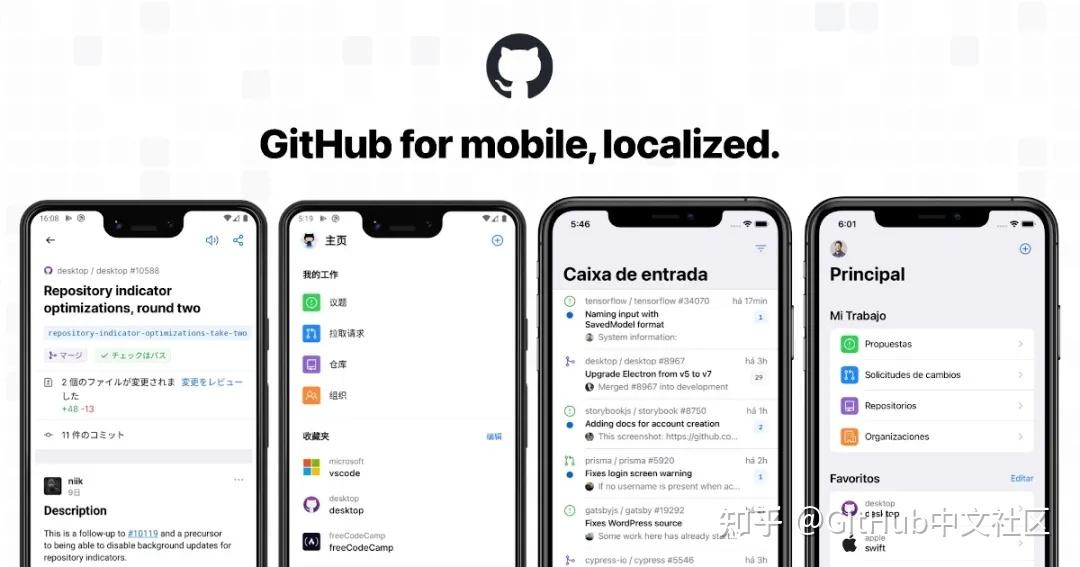 GitHub for mobile, localized.
16:08
desktop / desktop #10588
Repository indicator
optimizations, round two
repository-indicator-optimizations-take-two
マージ
チェックはパス
2 個のファイルが変更されま
した
変更をレビュー
+48 -13
11 件のコミット
niik
9日
Description
This is a follow-up to #10119 and a precursor
to being able to disable background updates for
repository indicators.
5:19
主页
我的工作
议题
拉取请求
仓库
组织
收藏夹
编辑
microsoft
vscode
desktop
desktop
freeCodeCamp
freeCodeCamp
5:46
Caixa de entrada
tensorflow / tensorflow #34070
há 17min
Naming input with
SavedModel format
1
System information:
desktop / desktop #8967
há 3h
Upgrade Electron from v5 to v7
29
Merged #8967 into development
storybookjs / storybook #8750
há 1h
Adding docs for account creation
2
This screenshot: https://github.co...
prisma / prisma #5920
há 2h
Fixes login screen warning
1
If no username is present when ac...
gatsbyjs / gatsby #19292
Fixes WordPress source
Some work here has already start...
cypress-io / cypress #5546
há 3h
6:01
Principal
Mi Trabajo
Propuestas
Solicitudes de cambios
Repositorios
Organizaciones
Favoritos
Editar
desktop
desktop
apple
swift
知乎 @GitHub中文社区